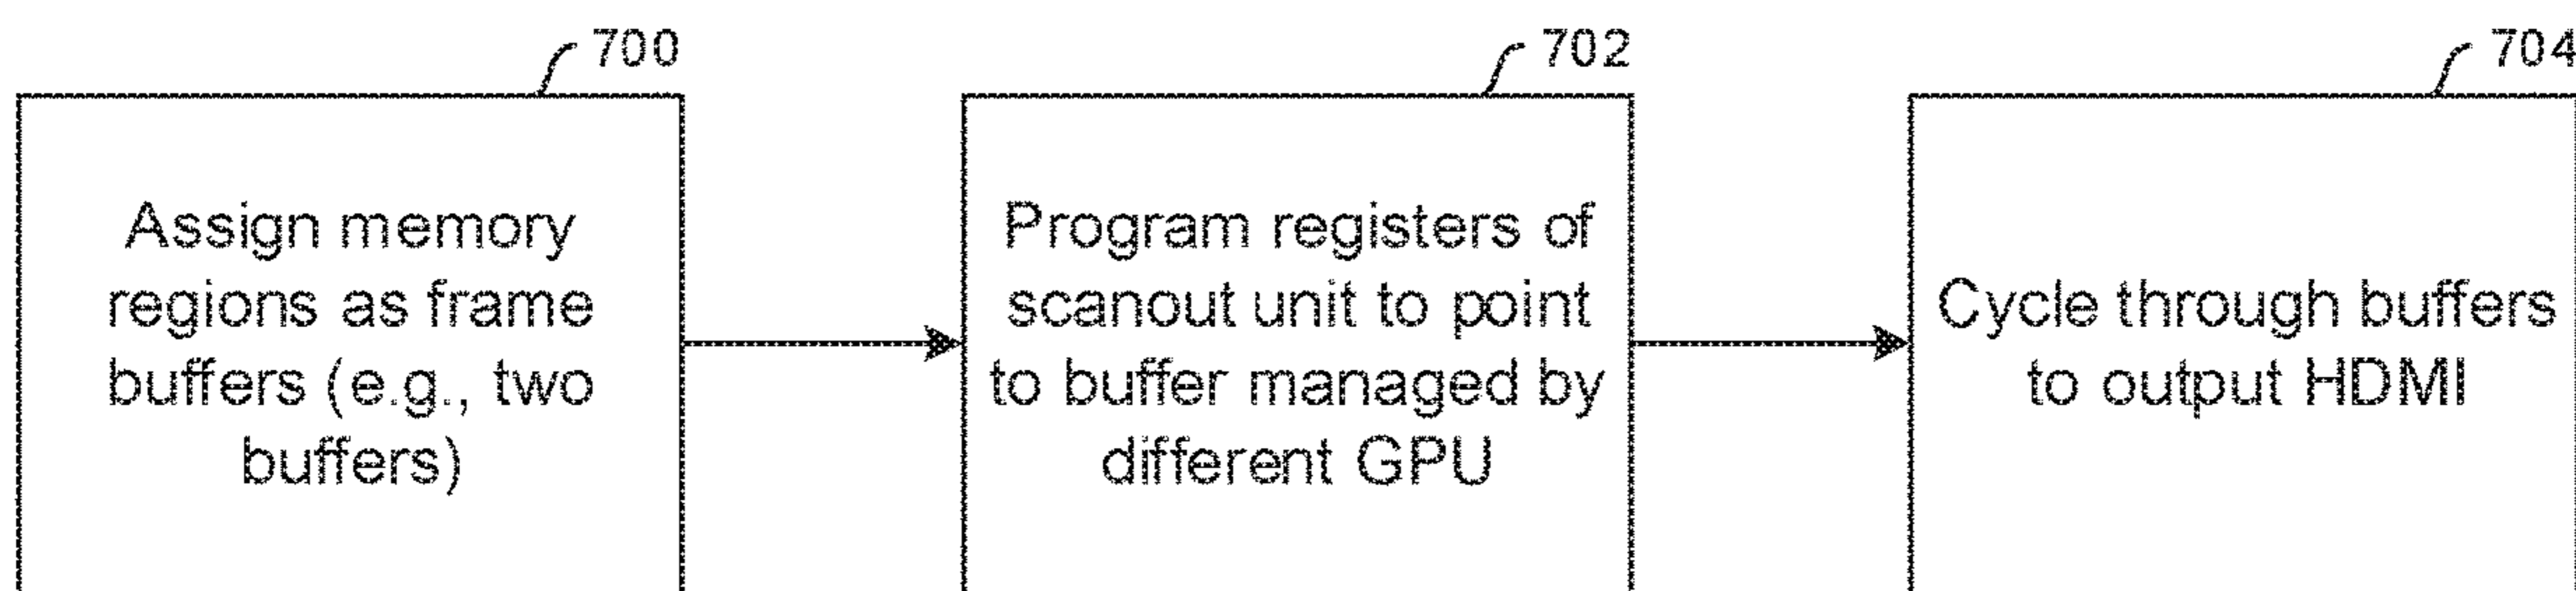 700
Assign memory
regions as frame
buffers (e.g., two
buffers)
702
Program registers of
scanout unit to point
to buffer managed by
different GPU
704
Cycle through buffers
to output HDMI